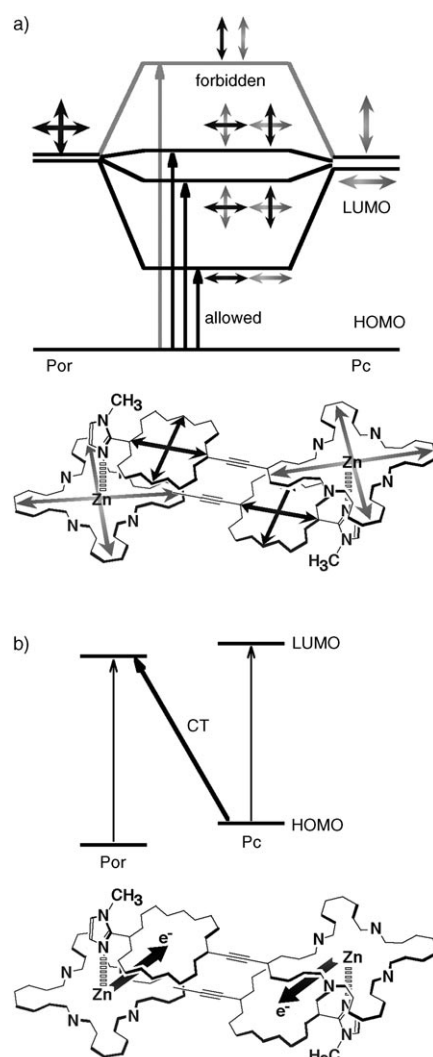 a)
forbidden
LUMO
allowed
HOMO
Por
Pc
CH3
N
N
N
N
Zn
N
N
Zn
N
N
N
N
H3C
b)
LUMO
CT
HOMO
Por
Pc
CH3
N
N
e-
N
N
Zn
N
N
Zn
e-
N
N
N
N
H3C